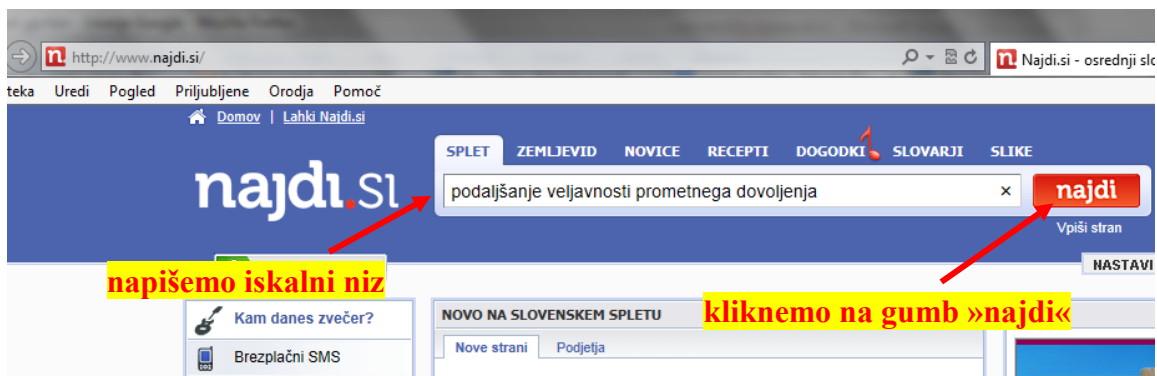 http://www.najdi.si/
Najdi.si - osrednji slo
teka Uredi Pogled Priljubljene Orodja Pomoč
Domov | Lahki Najdi.si
SPLET ZEMLJEVID NOVICE RECEPTI DOGODKI SLOVARJI SLIKE
najdi.si
podaljšanje veljavnosti prometnega dovoljenja
najdi
Vpiši stran
napišemo iskalni niz
NASTAVI
kliknemo na gumb »najdi«
Kam danes zvečer?
NOVO NA SLOVENSKEM SPLETU
Brezplačni SMS
Nove strani Podjetja